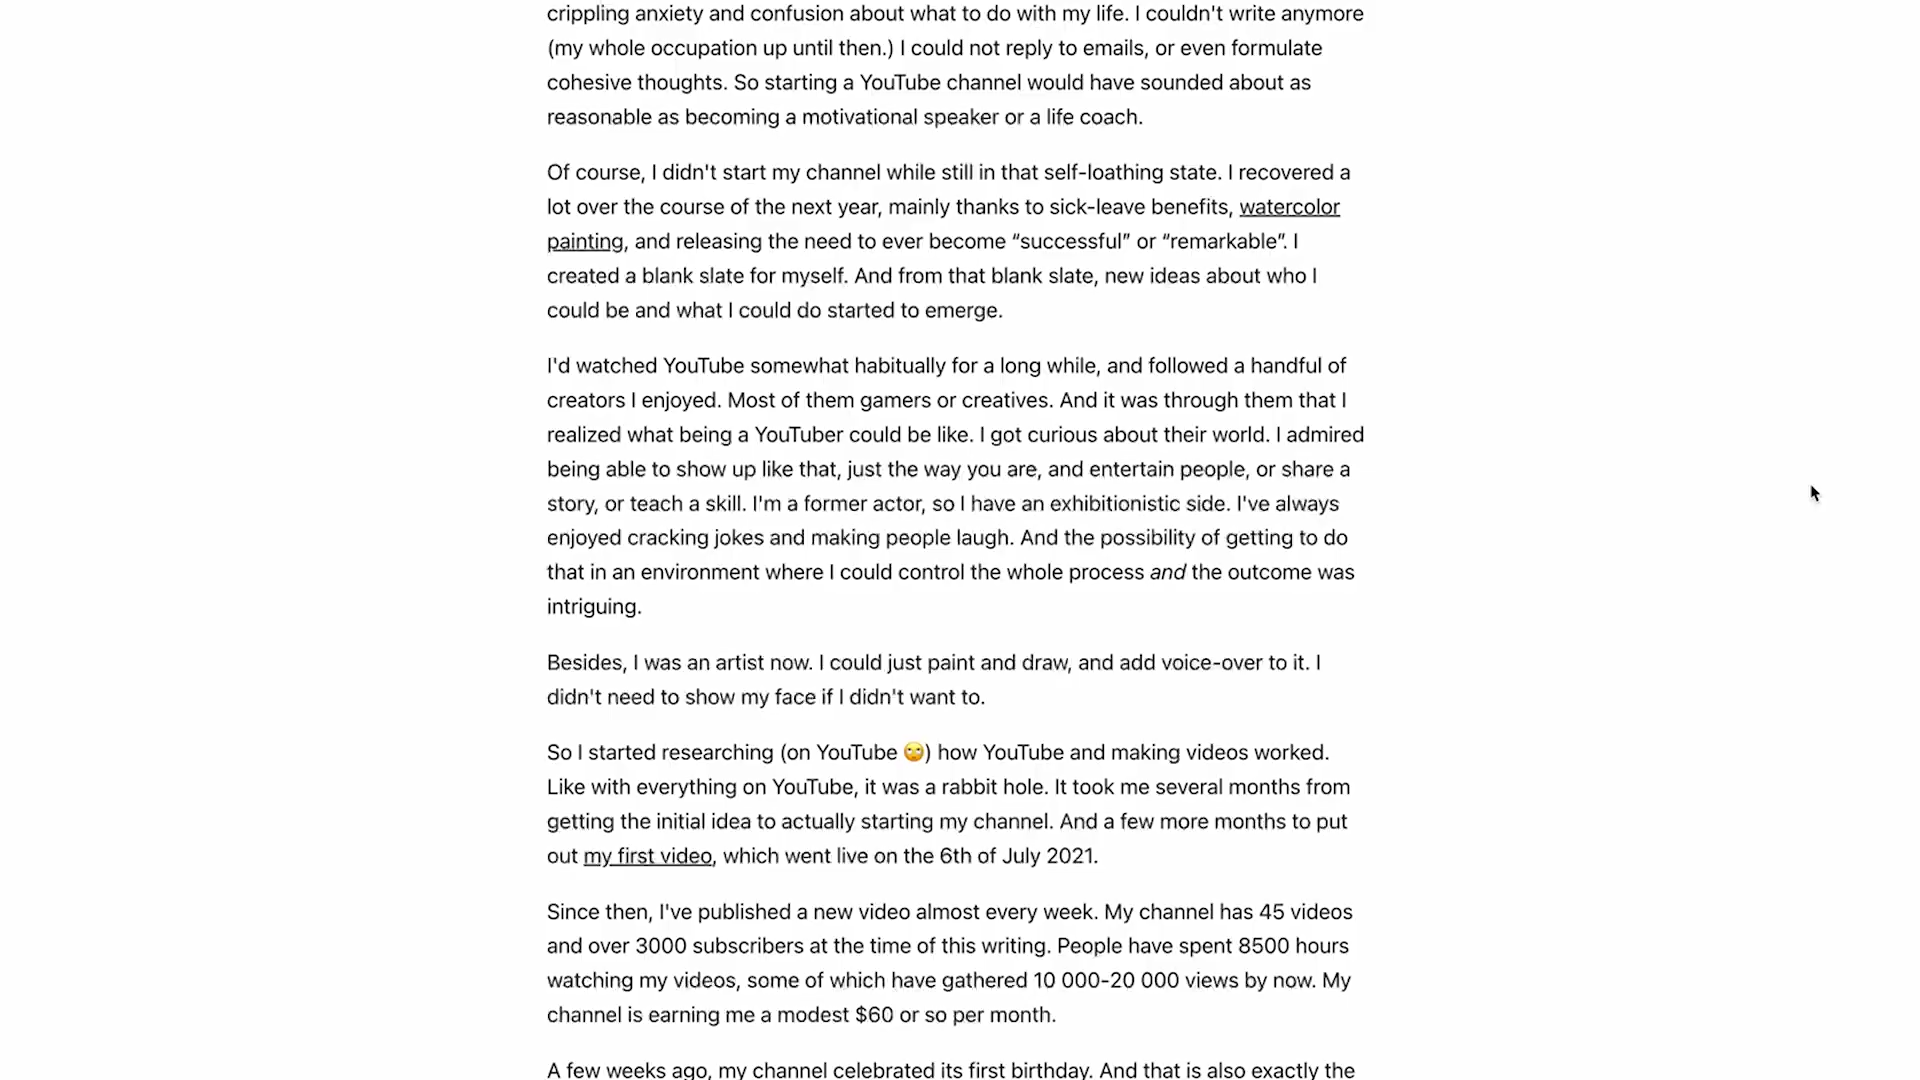 crippling anxiety and confusion about what to do with my life. I couldn't write anymore
(my whole occupation up until then.) I could not reply to emails, or even formulate
cohesive thoughts. So starting a YouTube channel would have sounded about as
reasonable as becoming a motivational speaker or a life coach.
Of course, I didn't start my channel while still in that self-loathing state. I recovered a
lot over the course of the next year, mainly thanks to sick-leave benefits, watercolor
painting, and releasing the need to ever become “successful” or “remarkable”. I
created a blank slate for myself. And from that blank slate, new ideas about who I
could be and what I could do started to emerge.
I'd watched YouTube somewhat habitually for a long while, and followed a handful of
creators I enjoyed. Most of them gamers or creatives. And it was through them that I
realized what being a YouTuber could be like. I got curious about their world. I admired
being able to show up like that, just the way you are, and entertain people, or share a
story, or teach a skill. I'm a former actor, so I have an exhibitionistic side. I've always
enjoyed cracking jokes and making people laugh. And the possibility of getting to do
that in an environment where I could control the whole process and the outcome was
intriguing.
Besides, I was an artist now. I could just paint and draw, and add voice-over to it. I
didn't need to show my face if I didn't want to.
So I started researching (on YouTube 🙄) how YouTube and making videos worked.
Like with everything on YouTube, it was a rabbit hole. It took me several months from
getting the initial idea to actually starting my channel. And a few more months to put
out my first video, which went live on the 6th of July 2021.
Since then, I've published a new video almost every week. My channel has 45 videos
and over 3000 subscribers at the time of this writing. People have spent 8500 hours
watching my videos, some of which have gathered 10 000-20 000 views by now. My
channel is earning me a modest $60 or so per month.
A few weeks ago, my channel celebrated its first birthday. And that is also exactly the